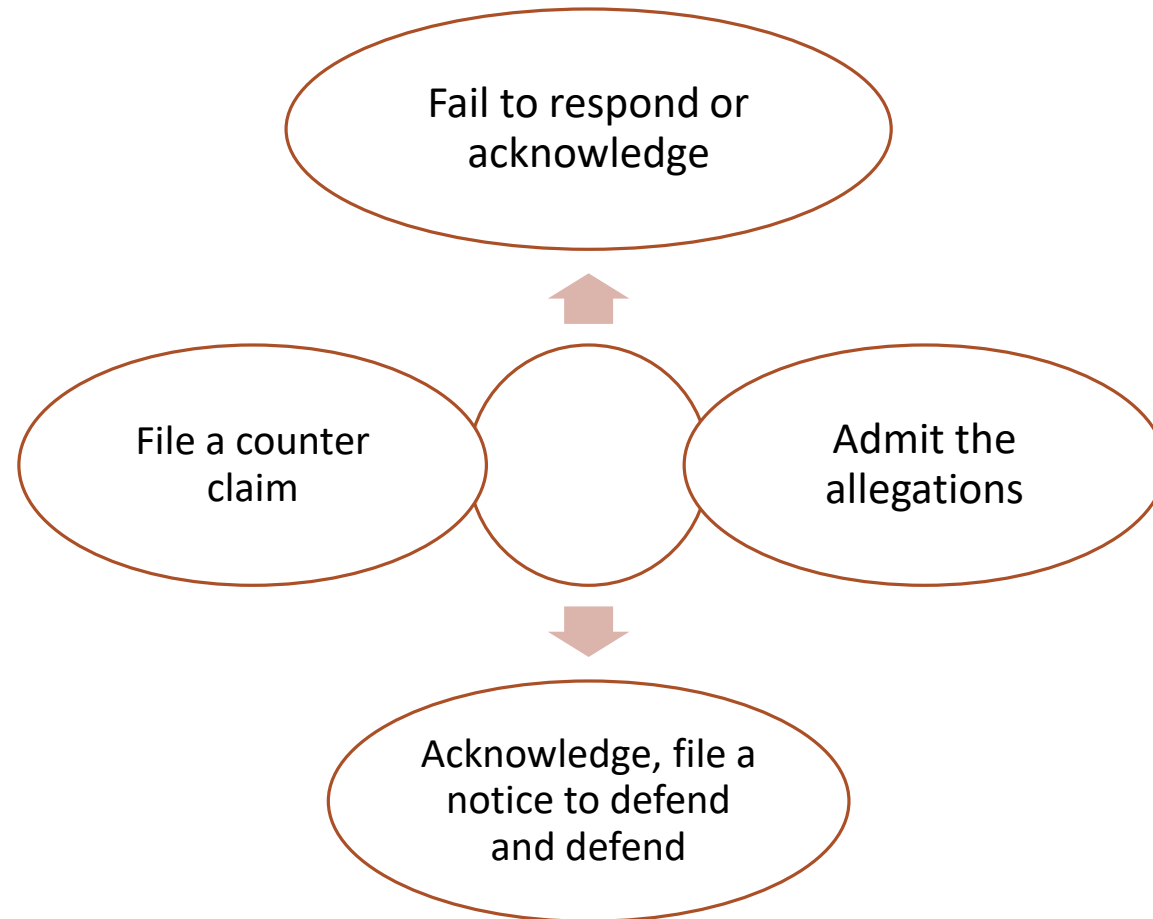 Fail to respond or
acknowledge
File a counter
claim
Admit the
allegations
Acknowledge, file a
notice to defend
and defend